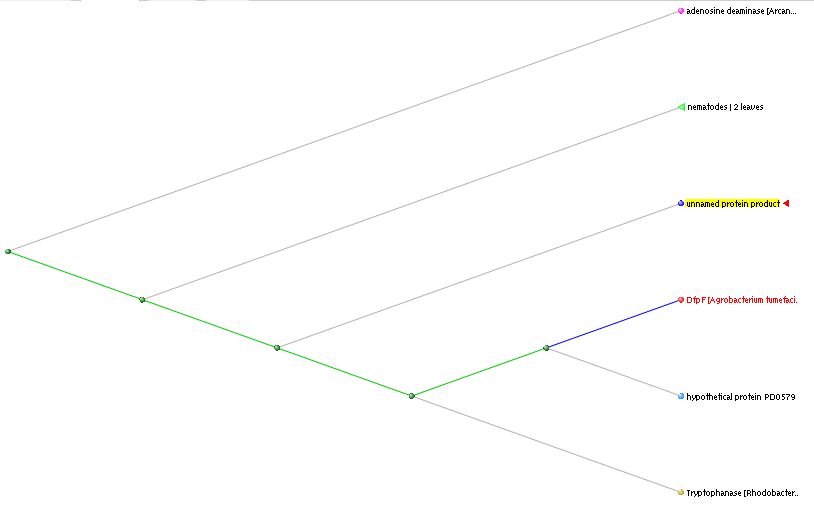 adenosine deaminase [Arcan...
nematodes | 2 leaves
unnamed protein product
DfpF [Agrobacterium tumefaci.
hypothetical protein PD0579
Tryptophanase [Rhodobacter..